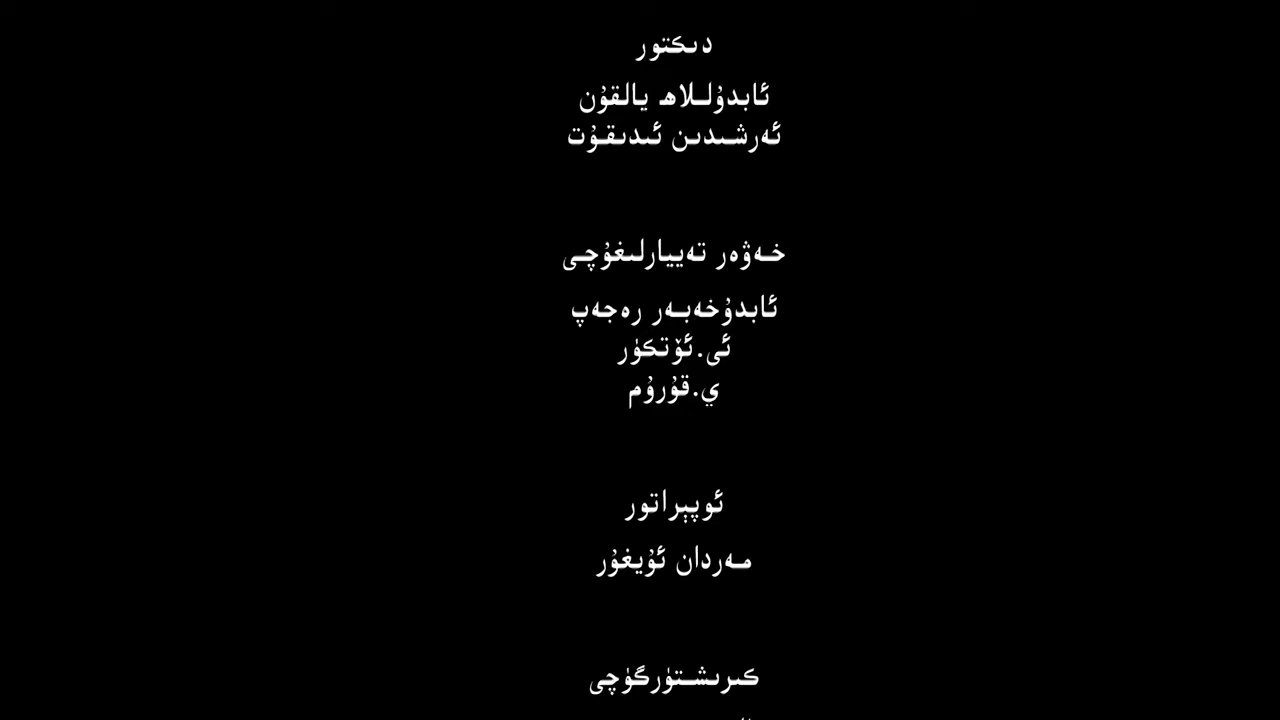 دىكتور
ئابدۇللاھ يالقۇن
ئەرشىدىن ئىدىقۇت
خەۋەر تەييارلىغۇچى
ئابدۇخەبەر رەجەپ
ئى.ئۆتكۈر
ي.قۇرۇم
ئوپېراتور
مەردان ئۇيغۇر
كىرىشتۈرگۈچى